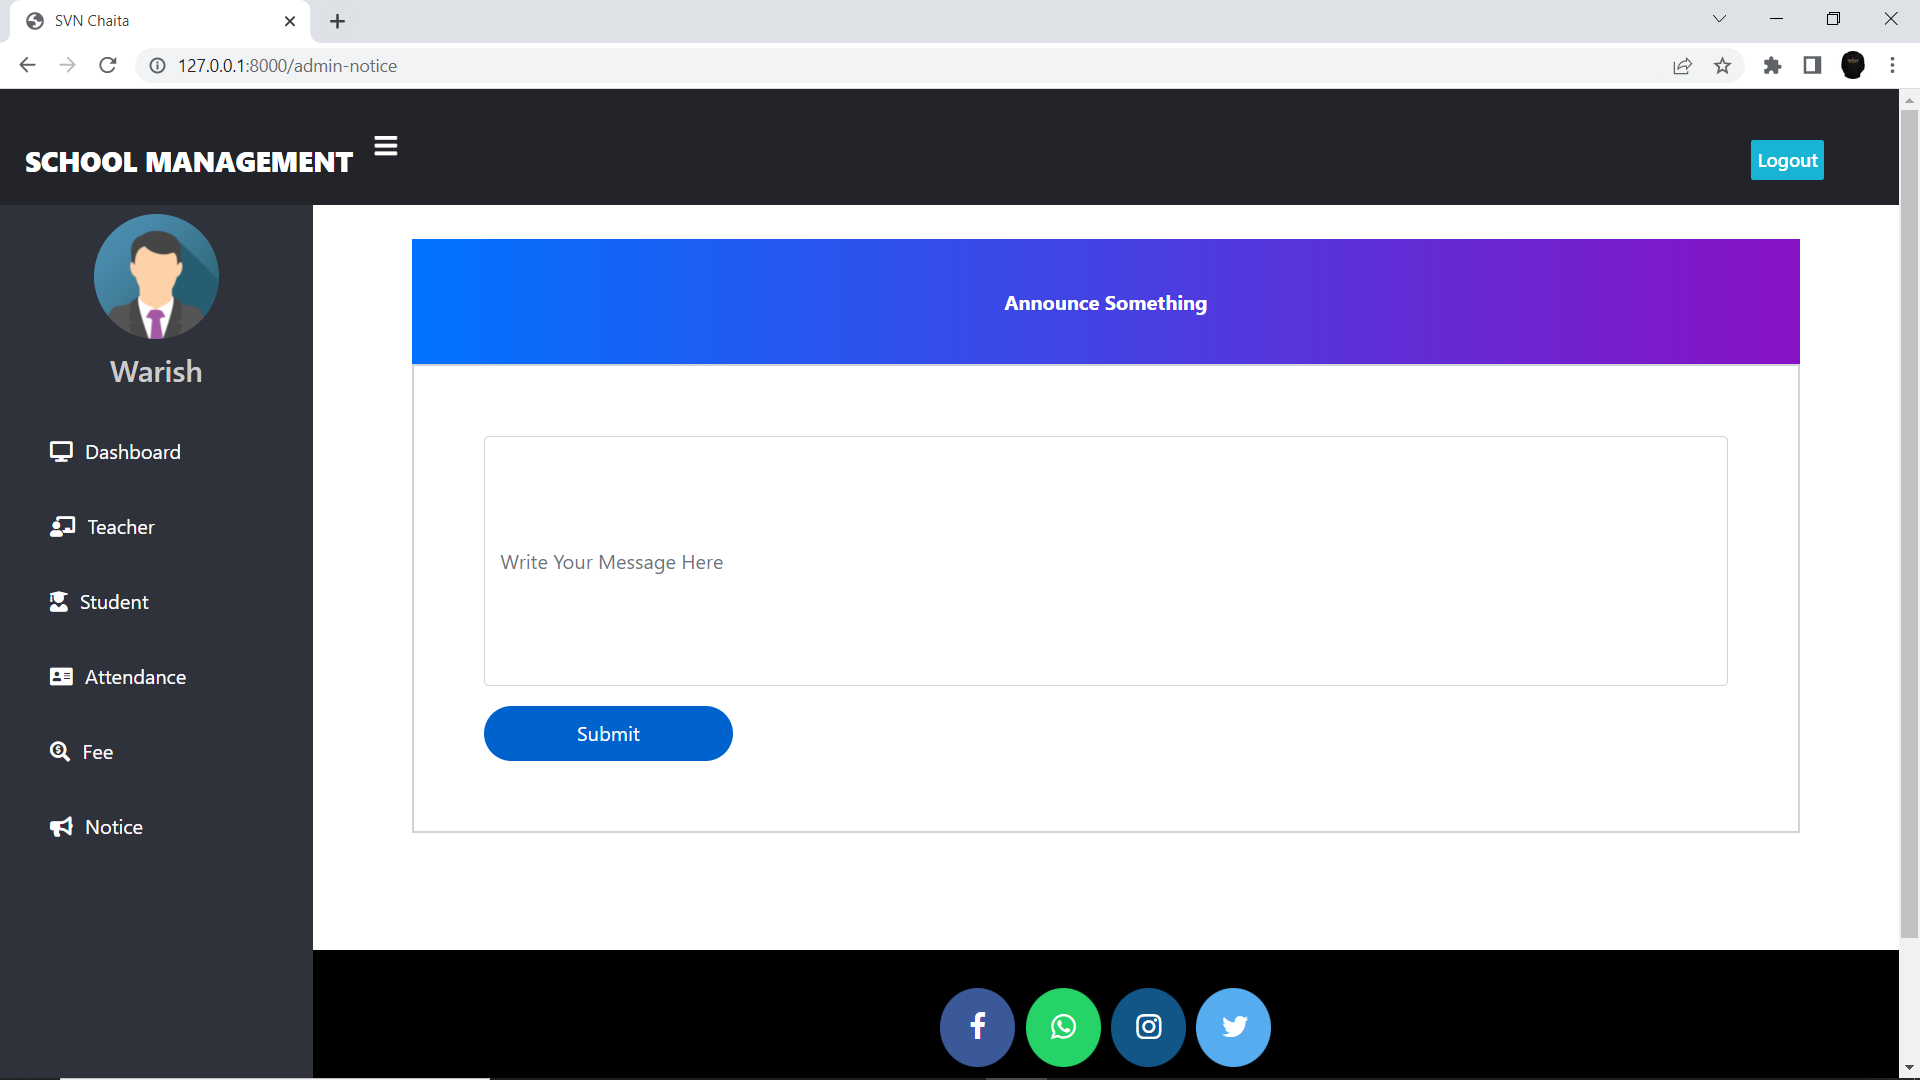 SVN Chaita
127.0.0.1:8000/admin-notice
SCHOOL MANAGEMENT
Logout
Warish
Dashboard
Teacher
Student
Attendance
Fee
Notice
Announce Something
Write Your Message Here
Submit